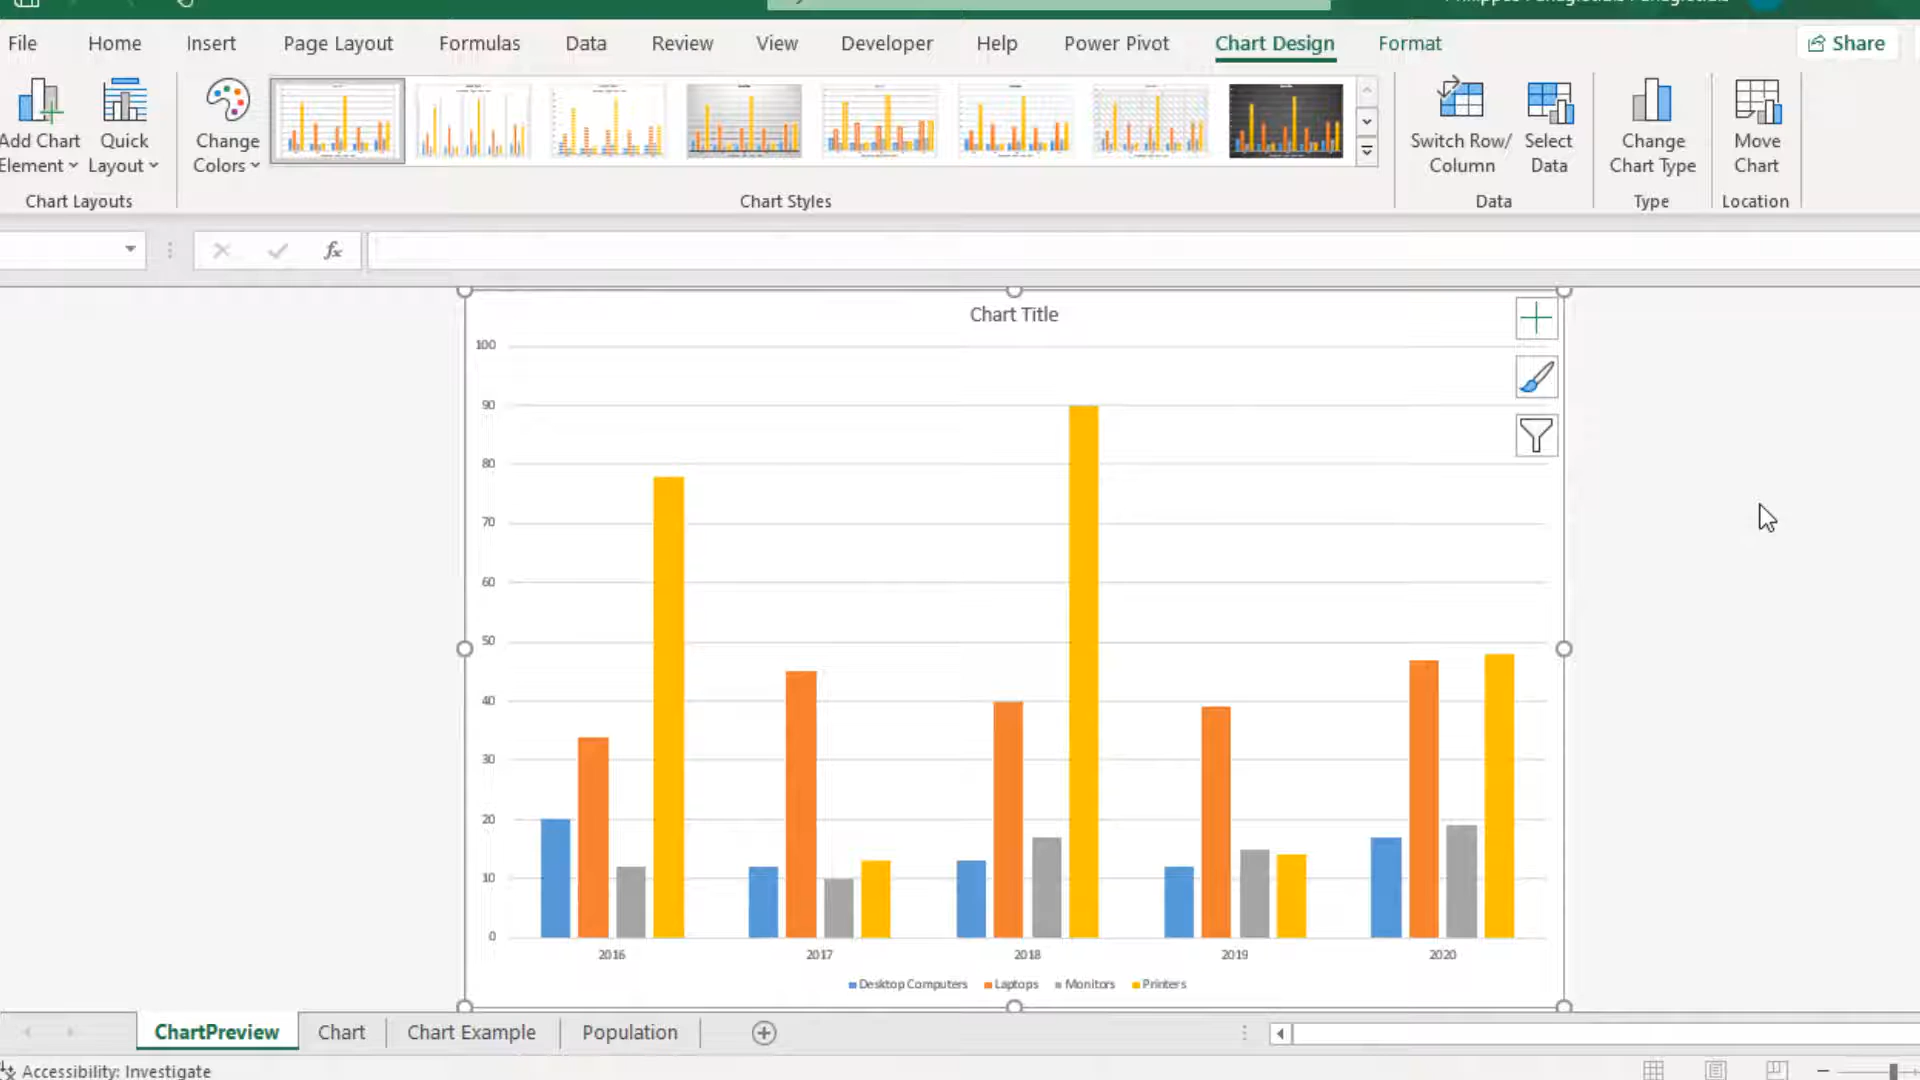 File Home Insert Page Layout Formulas Data Review View Developer Help Power Pivot Chart Design Format Share
Add Chart Element
Quick Layout
Change Colors
Switch Row/ Column
Select Data
Change Chart Type
Move Chart
Chart Layouts
Chart Styles
Data
Type
Location
fx
Chart Title
100
90
80
70
60
50
40
30
20
10
0
2016 2017 2018 2019 2020
Desktop Computers Laptops Monitors Printers
ChartPreview Chart Chart Example Population
Accessibility: Investigate